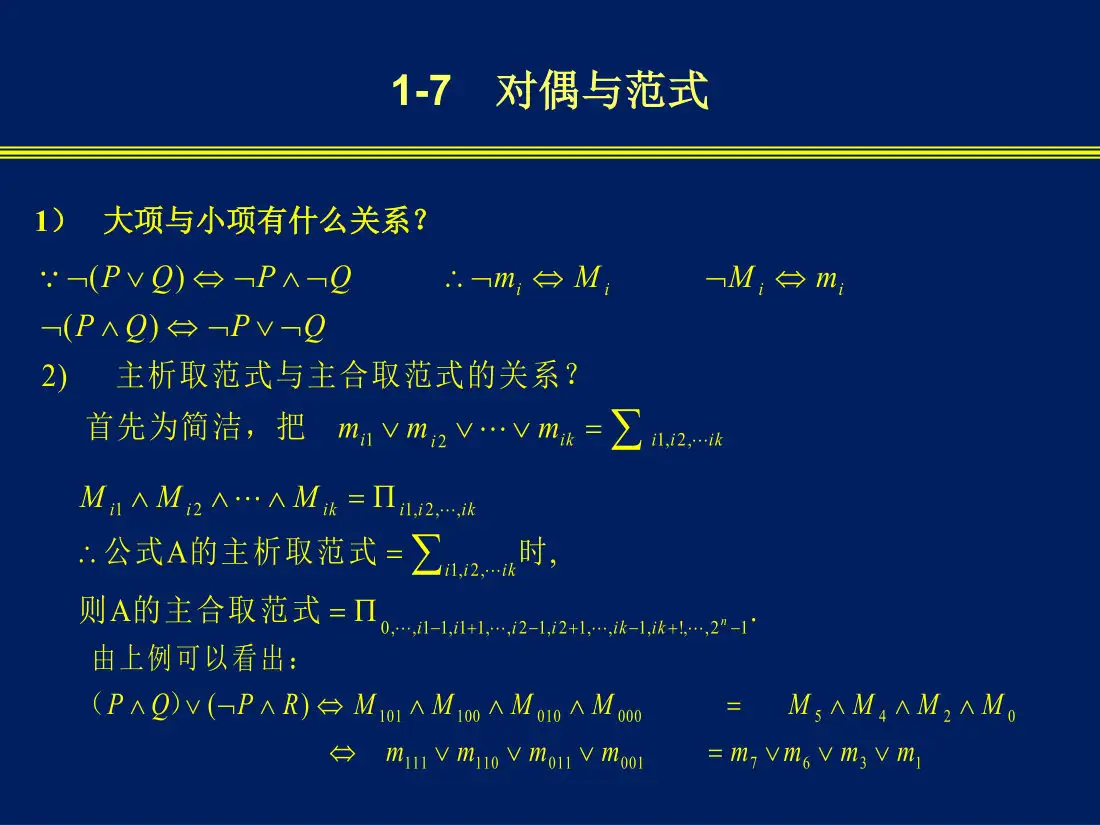 1-7 对偶与范式
1） 大项与小项有什么关系？
∵ ¬(P ∨ Q) ⇔ ¬P ∧ ¬Q ∴ ¬mᵢ ⇔ Mᵢ ¬Mᵢ ⇔ mᵢ
¬(P ∧ Q) ⇔ ¬P ∨ ¬Q
2) 主析取范式与主合取范式的关系？
首先为简洁，把 m_{i1} ∨ m_{i2} ∨ ⋯ ∨ m_{ik} = ∑_{i1,i2,⋯ik}
M_{i1} ∧ M_{i2} ∧ ⋯ ∧ M_{ik} = Π_{i1,i2,⋯,ik}
∴ 公式A的主析取范式 = ∑_{i1,i2,⋯ik} 时,
则A的主合取范式 = Π_{0,⋯,i1−1,i1+1,⋯,i2−1,i2+1,⋯,ik−1,ik+!,⋯,2^n−1}.
由上例可以看出：
（P ∧ Q）∨ (¬P ∧ R) ⇔ M_{101} ∧ M_{100} ∧ M_{010} ∧ M_{000} = M_5 ∧ M_4 ∧ M_2 ∧ M_0
⇔ m_{111} ∨ m_{110} ∨ m_{011} ∨ m_{001} = m_7 ∨ m_6 ∨ m_3 ∨ m_1